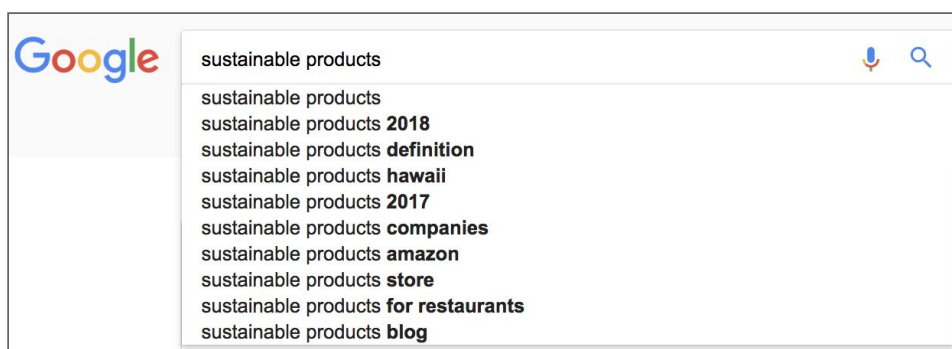 Google
sustainable products
sustainable products
sustainable products 2018
sustainable products definition
sustainable products hawaii
sustainable products 2017
sustainable products companies
sustainable products amazon
sustainable products store
sustainable products for restaurants
sustainable products blog